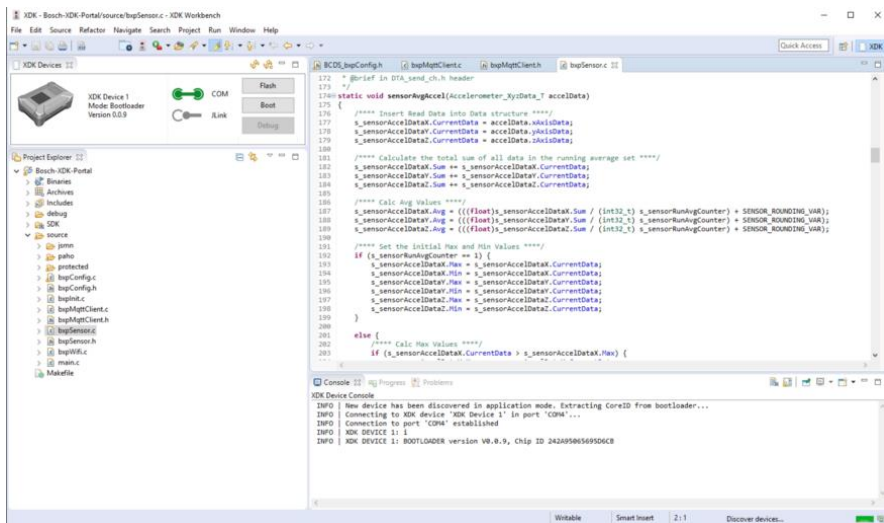 XDK - Bosch-XDK-Portal/source/bxpSensor.c - XDK Workbench
File Edit Source Refactor Navigate Search Project Run Window Help
Quick Access
XDK
XDK Devices
XDK Device 1
Mode: Bootloader
Version 0.0.9
COM
JLink
Flash
Boot
Debug
Project Explorer
Bosch-XDK-Portal
Binaries
Archives
Includes
debug
SDK
source
jsmn
paho
protected
bxpConfig.c
bxpConfig.h
bxpInit.c
bxpMqttClient.c
bxpMqttClient.h
bxpSensor.c
bxpSensor.h
bxpWifi.c
main.c
Makefile
BCDS_bxpConfig.h bxpMqttClient.c bxpMqttClient.h bxpSensor.c
172 * @brief in DTA_send_ch.h header
173 */
174 static void sensorAvgAccel(Accelerometer_XyzData_T accelData)
175 {
176 /**** Insert Read Data into Data structure ****/
177 s_sensorAccelDataX.CurrentData = accelData.xAxisData;
178 s_sensorAccelDataY.CurrentData = accelData.yAxisData;
179 s_sensorAccelDataZ.CurrentData = accelData.zAxisData;
180
181 /**** Calculate the total sum of all data in the running average set ****/
182 s_sensorAccelDataX.Sum += s_sensorAccelDataX.CurrentData;
183 s_sensorAccelDataY.Sum += s_sensorAccelDataY.CurrentData;
184 s_sensorAccelDataZ.Sum += s_sensorAccelDataZ.CurrentData;
185
186 /**** Calc Avg Values ****/
187 s_sensorAccelDataX.Avg = (((float)s_sensorAccelDataX.Sum / (int32_t) s_sensorRunAvgCounter) + SENSOR_ROUNDING_VAR);
188 s_sensorAccelDataY.Avg = (((float)s_sensorAccelDataY.Sum / (int32_t) s_sensorRunAvgCounter) + SENSOR_ROUNDING_VAR);
189 s_sensorAccelDataZ.Avg = (((float)s_sensorAccelDataZ.Sum / (int32_t) s_sensorRunAvgCounter) + SENSOR_ROUNDING_VAR);
190
191 /**** Set the initial Max and Min Values ****/
192 if (s_sensorRunAvgCounter == 1) {
193 s_sensorAccelDataX.Max = s_sensorAccelDataX.CurrentData;
194 s_sensorAccelDataX.Min = s_sensorAccelDataX.CurrentData;
195 s_sensorAccelDataY.Max = s_sensorAccelDataY.CurrentData;
196 s_sensorAccelDataY.Min = s_sensorAccelDataY.CurrentData;
197 s_sensorAccelDataZ.Max = s_sensorAccelDataZ.CurrentData;
198 s_sensorAccelDataZ.Min = s_sensorAccelDataZ.CurrentData;
199 }
200
201 else {
202 /**** Calc Max Values ****/
203 if (s_sensorAccelDataX.CurrentData > s_sensorAccelDataX.Max) {
Console Progress Problems
XDK Device Console
INFO | New device has been discovered in application mode. Extracting CoreID from bootloader...
INFO | Connecting to XDK device 'XDK Device 1' in port 'COM4'...
INFO | Connection to port 'COM4' established
INFO | XDK DEVICE 1: i
INFO | XDK DEVICE 1: BOOTLOADER version V0.0.9, Chip ID 242A95065695D6CB
Writable Smart Insert 2 : 1 Discover devices...